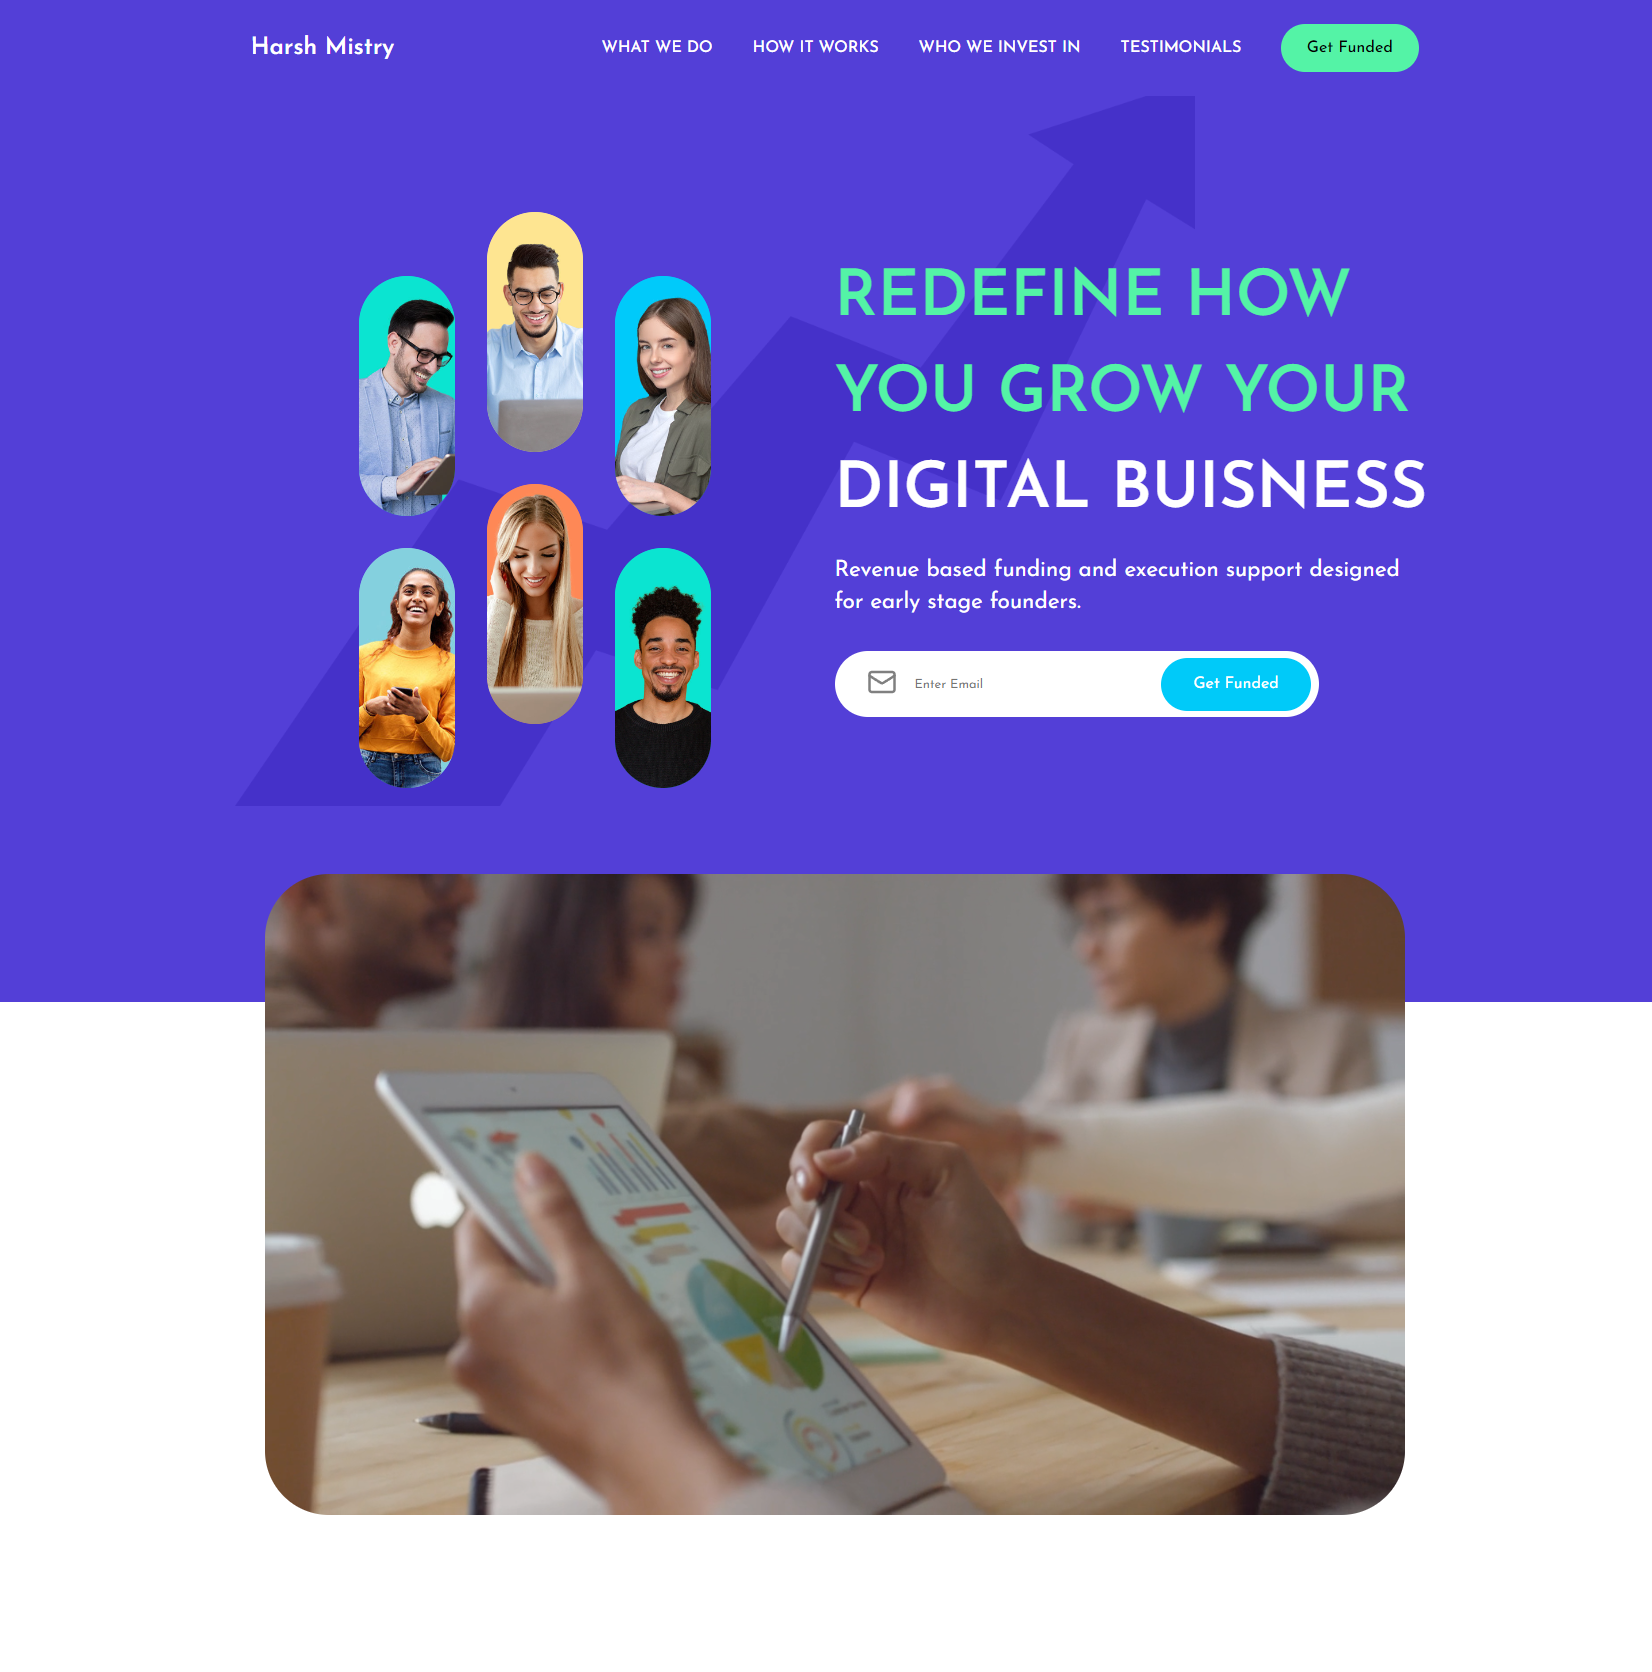 Harsh Mistry
WHAT WE DO
HOW IT WORKS
WHO WE INVEST IN
TESTIMONIALS
Get Funded
REDEFINE HOW
YOU GROW YOUR
DIGITAL BUISNESS
Revenue based funding and execution support designed
for early stage founders.
Enter Email
Get Funded